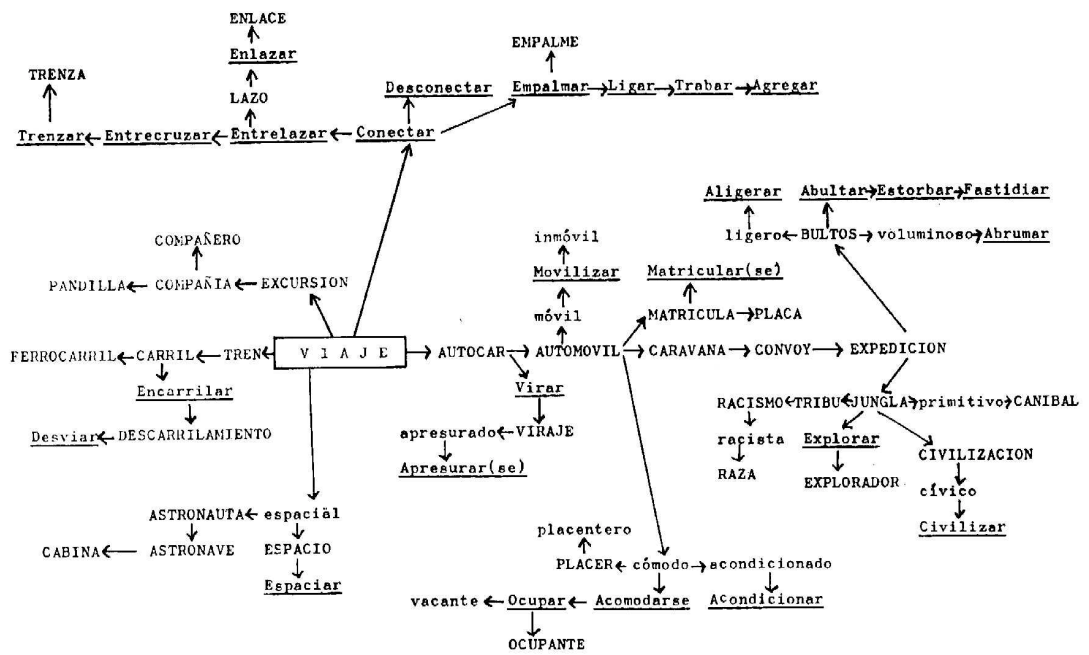 ENLACE
Enlazar
EMPALME
TRENZA
LAZO
Desconectar
Empalmar Ligar Trabar Agregar
Trenzar Entrecruzar Entrelazar Conectar
Aligerar Abultar Estorbar Fastidiar
COMPAÑERO
inmóvil
ligero BULTOS voluminoso Abrumar
PANDILLA COMPAÑIA EXCURSION
Movilizar
Matricular(se)
móvil
MATRICULA PLACA
FERROCARRIL CARRIL TREN V I A J E AUTOCAR AUTOMOVIL CARAVANA CONVOY EXPEDICION
Encarrilar
Virar
RACISMO TRIBU JUNGLA primitivo CANIBAL
Desviar DESCARRILAMIENTO
apresurado VIRAJE
racista
Explorar
Apresurar(se)
RAZA
EXPLORADOR
CIVILIZACION
cívico
Civilizar
ASTRONAUTA espacial
CABINA ASTRONAVE ESPACIO
Espaciar
placentero
PLACER cómodo acondicionado
vacante Ocupar Acomodarse Acondicionar
OCUPANTE